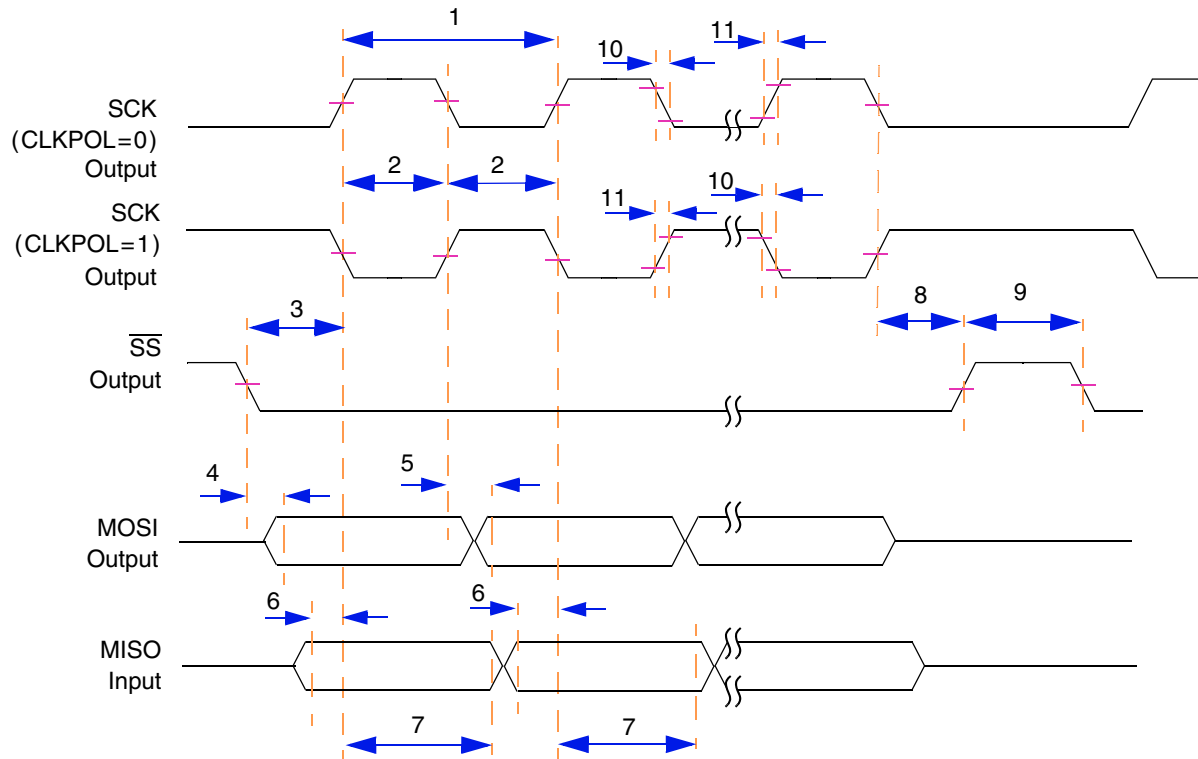 1
10
11
SCK
(CLKPOL=0)
Output
2
2
SCK
(CLKPOL=1)
Output
11
10
3
8
9
SS
Output
4
5
MOSI
Output
6
6
MISO
Input
7
7